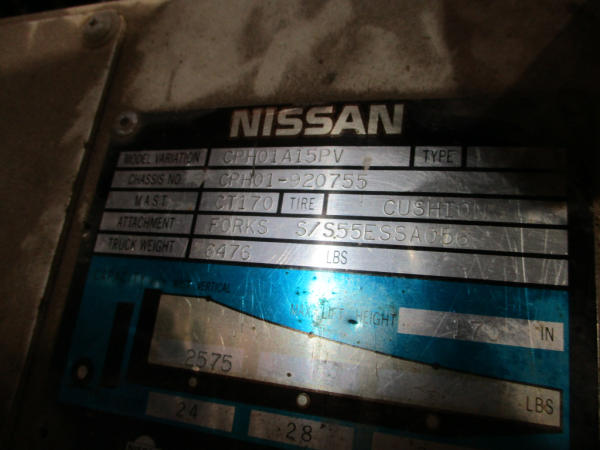 NISSAN
MODEL VARIATION CPH01A15PV TYPE
CHASSIS NO. CPH01-920755
M.A.S.T. CT170 TIRE CUSHION
ATTACHMENT FORKS S/S55ESSA056
TRUCK WEIGHT 6476 LBS
VERTICAL
MAX. LIFT HEIGHT IN
2575 LBS
24 28